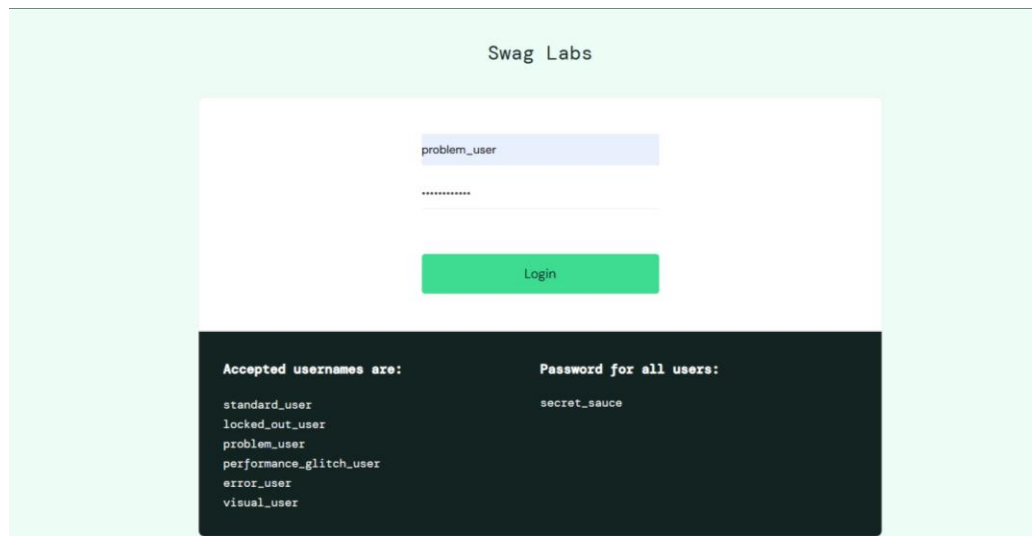 Swag Labs
problem_user
••••••••••••
Login
Accepted usernames are:
standard_user
locked_out_user
problem_user
performance_glitch_user
error_user
visual_user
Password for all users:
secret_sauce